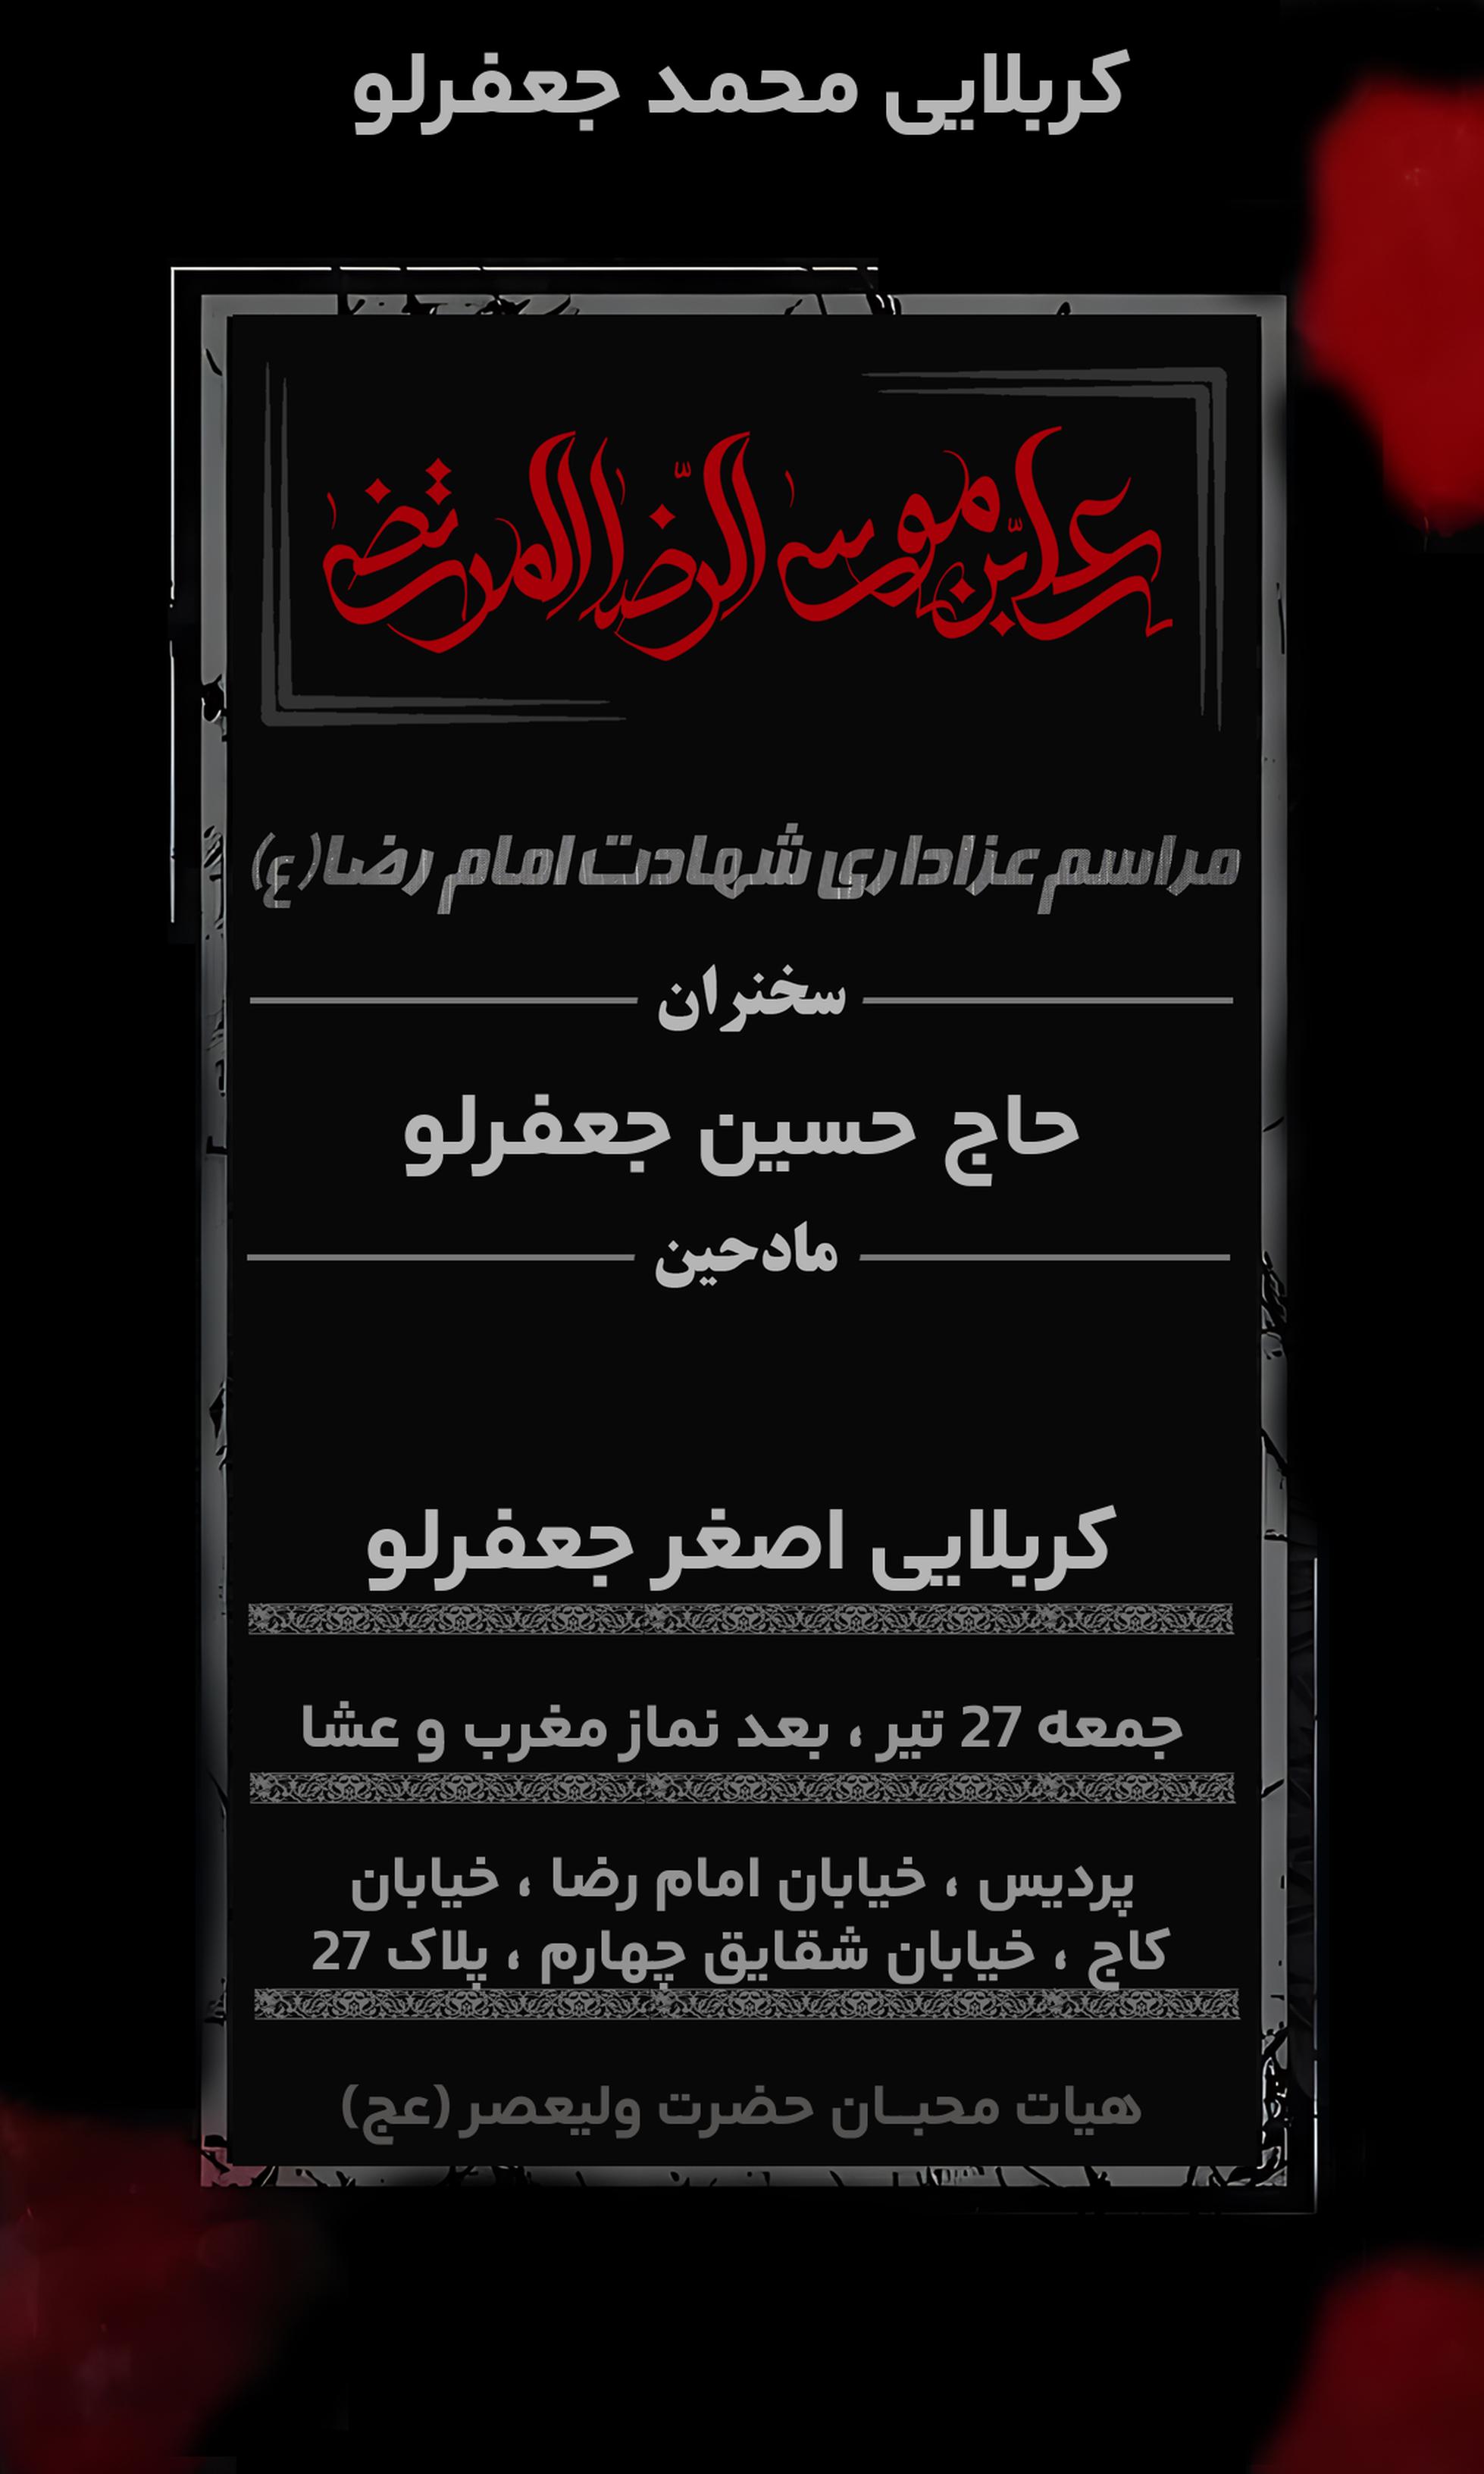 کربلایی محمد جعفرلو
علی بن موسی الرضا المرتضی
مراسم عزاداری شهادت امام رضا(ع)
سخنران
حاج حسین جعفرلو
مادحین
کربلایی اصغر جعفرلو
جمعه 27 تیر ، بعد نماز مغرب و عشا
پردیس ، خیابان امام رضا ، خیابان
کاج ، خیابان شقایق چهارم ، پلاک 27
هیات محبــان حضرت ولیعصر (عج)